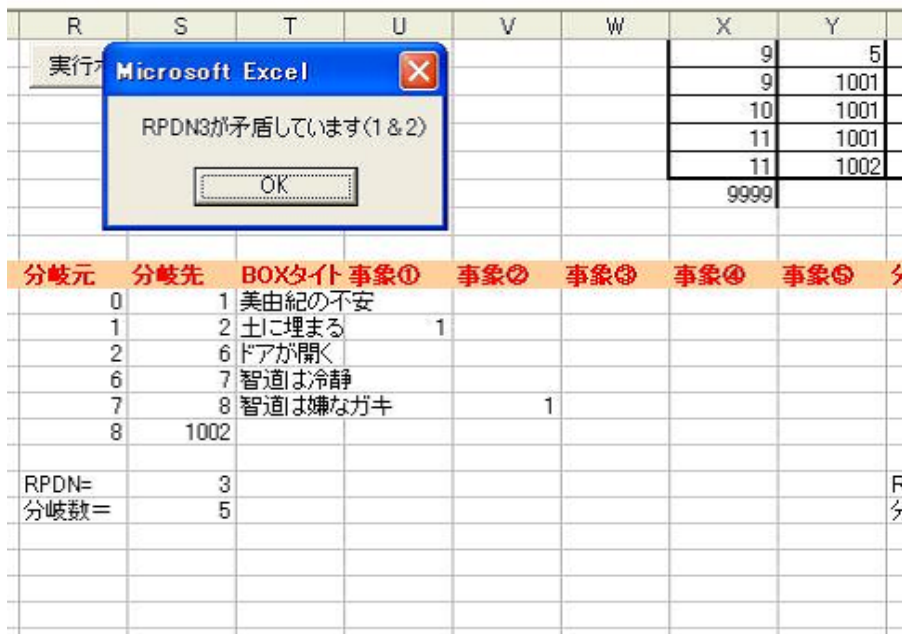 R S T U V W X Y
実行
Microsoft Excel
RPDN3が矛盾しています(1&2)
OK
9 5
9 1001
10 1001
11 1001
11 1002
9999
分岐元 分岐先 BOXタイト 事象① 事象② 事象③ 事象④ 事象⑤
0 1 美由紀の不安
1 2 土に埋まる 1
2 6 ドアが開く
6 7 智道は冷静
7 8 智道は嫌なガキ 1
8 1002
RPDN= 3
分岐数＝ 5